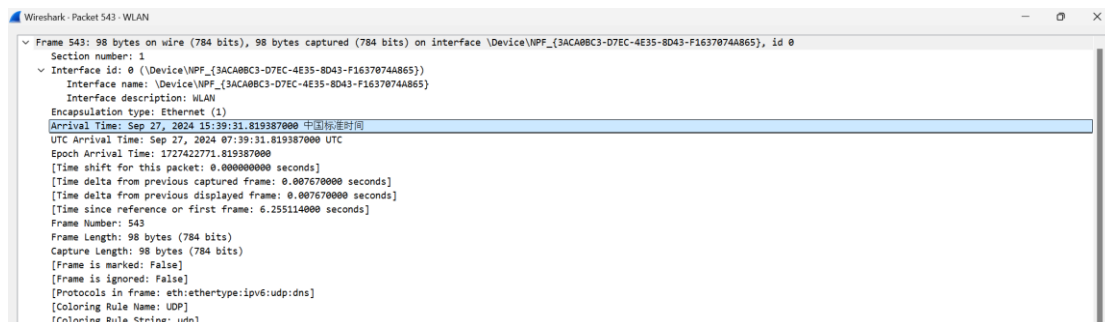 Wireshark · Packet 543 · WLAN
Frame 543: 98 bytes on wire (784 bits), 98 bytes captured (784 bits) on interface \Device\NPF_{3ACA0BC3-D7EC-4E35-8D43-F1637074A865}, id 0
Section number: 1
Interface id: 0 (\Device\NPF_{3ACA0BC3-D7EC-4E35-8D43-F1637074A865})
Interface name: \Device\NPF_{3ACA0BC3-D7EC-4E35-8D43-F1637074A865}
Interface description: WLAN
Encapsulation type: Ethernet (1)
Arrival Time: Sep 27, 2024 15:39:31.819387000 中国标准时间
UTC Arrival Time: Sep 27, 2024 07:39:31.819387000 UTC
Epoch Arrival Time: 1727422771.819387000
[Time shift for this packet: 0.000000000 seconds]
[Time delta from previous captured frame: 0.007670000 seconds]
[Time delta from previous displayed frame: 0.007670000 seconds]
[Time since reference or first frame: 6.255114000 seconds]
Frame Number: 543
Frame Length: 98 bytes (784 bits)
Capture Length: 98 bytes (784 bits)
[Frame is marked: False]
[Frame is ignored: False]
[Protocols in frame: eth:ethertype:ipv6:udp:dns]
[Coloring Rule Name: UDP]
[Coloring Rule String: udp]